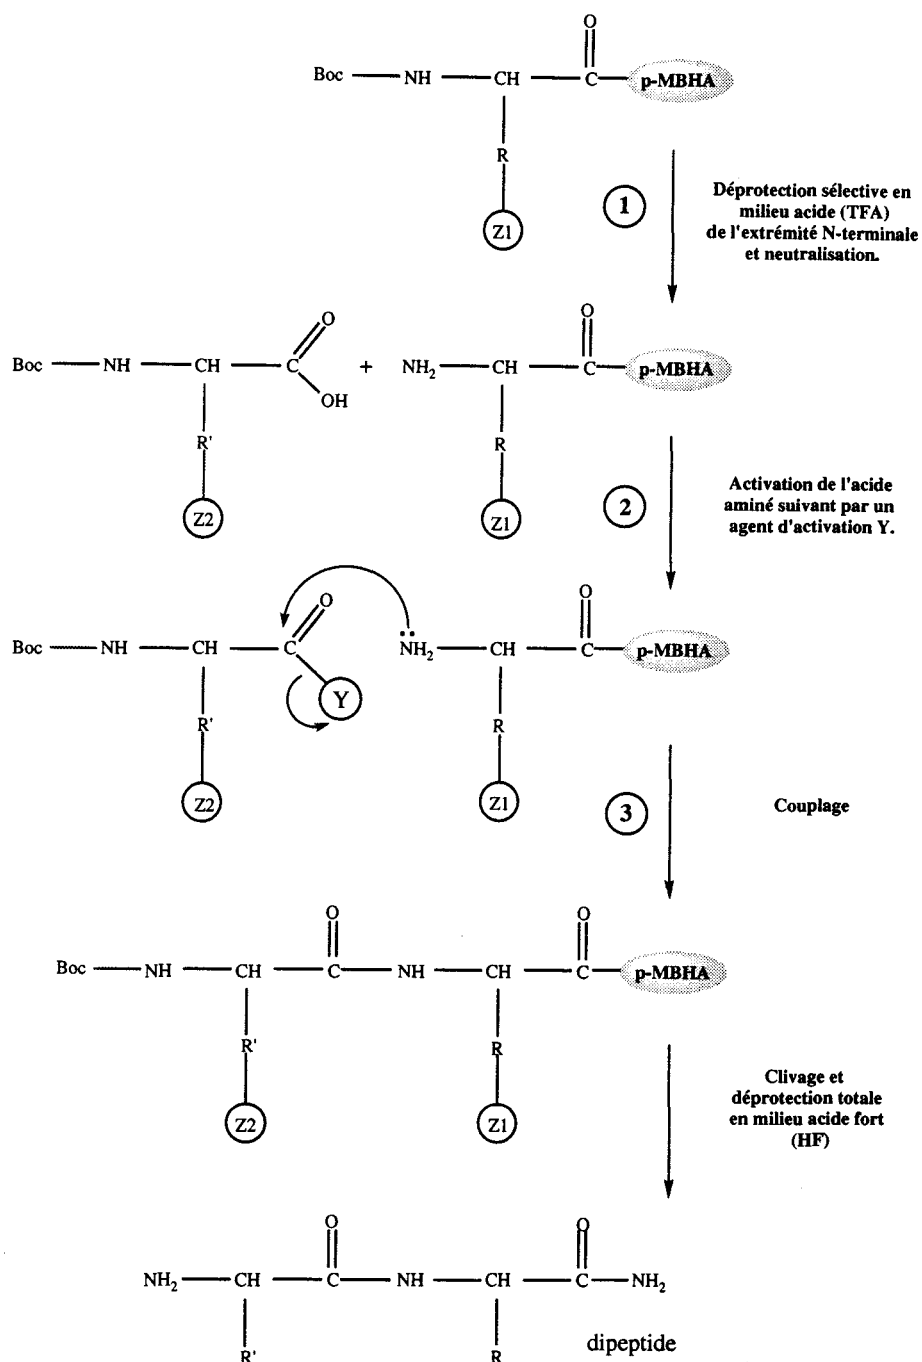 O
Boc NH CH C p-MBHA
R
Z1
1
Déprotection sélective en
milieu acide (TFA)
de l'extrémité N-terminale
et neutralisation.
O O
Boc NH CH C + NH2 CH C p-MBHA
OH
R' R
Z2 Z1
2
Activation de l'acide
aminé suivant par un
agent d'activation Y.
O O
Boc NH CH C NH2 CH C p-MBHA
Y
R' R
Z2 Z1
3
Couplage
O O
Boc NH CH C NH CH C p-MBHA
R' R
Z2 Z1
Clivage et
déprotection totale
en milieu acide fort
(HF)
O O
NH2 CH C NH CH C NH2
R' R
dipeptide